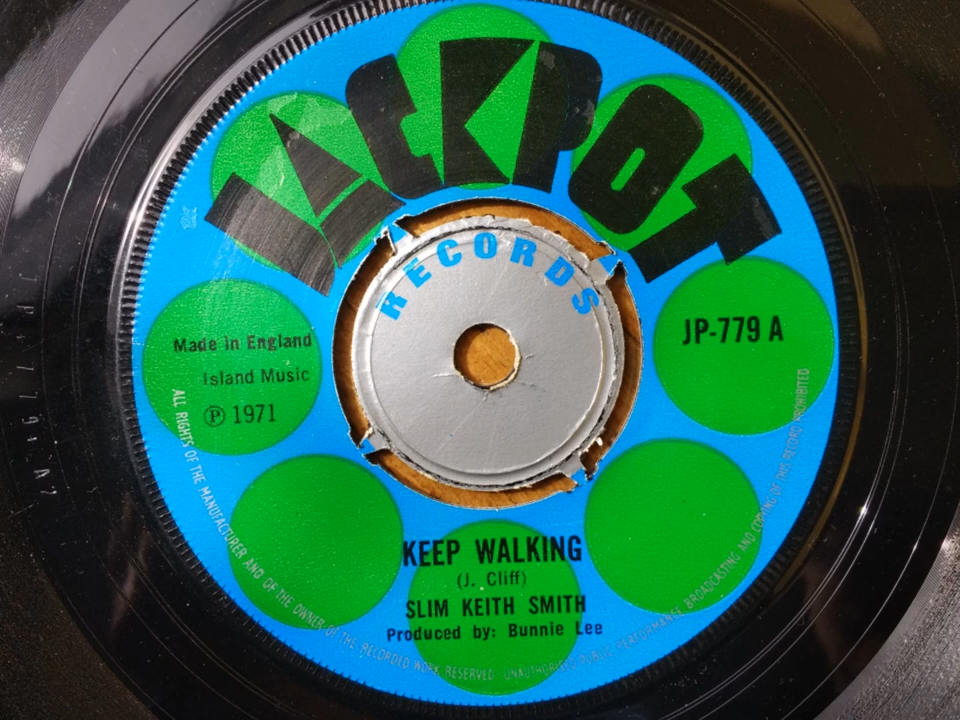 JACKPOT
RECORDS
Made in England
Island Music
Ⓟ 1971
JP-779 A
KEEP WALKING
(J. Cliff)
SLIM KEITH SMITH
Produced by: Bunnie Lee
ALL RIGHTS OF THE MANUFACTURER AND OF THE OWNER OF THE RECORDED WORK RESERVED. UNAUTHORISED PUBLIC PERFORMANCE BROADCASTING AND COPYING OF THIS RECORD PROHIBITED